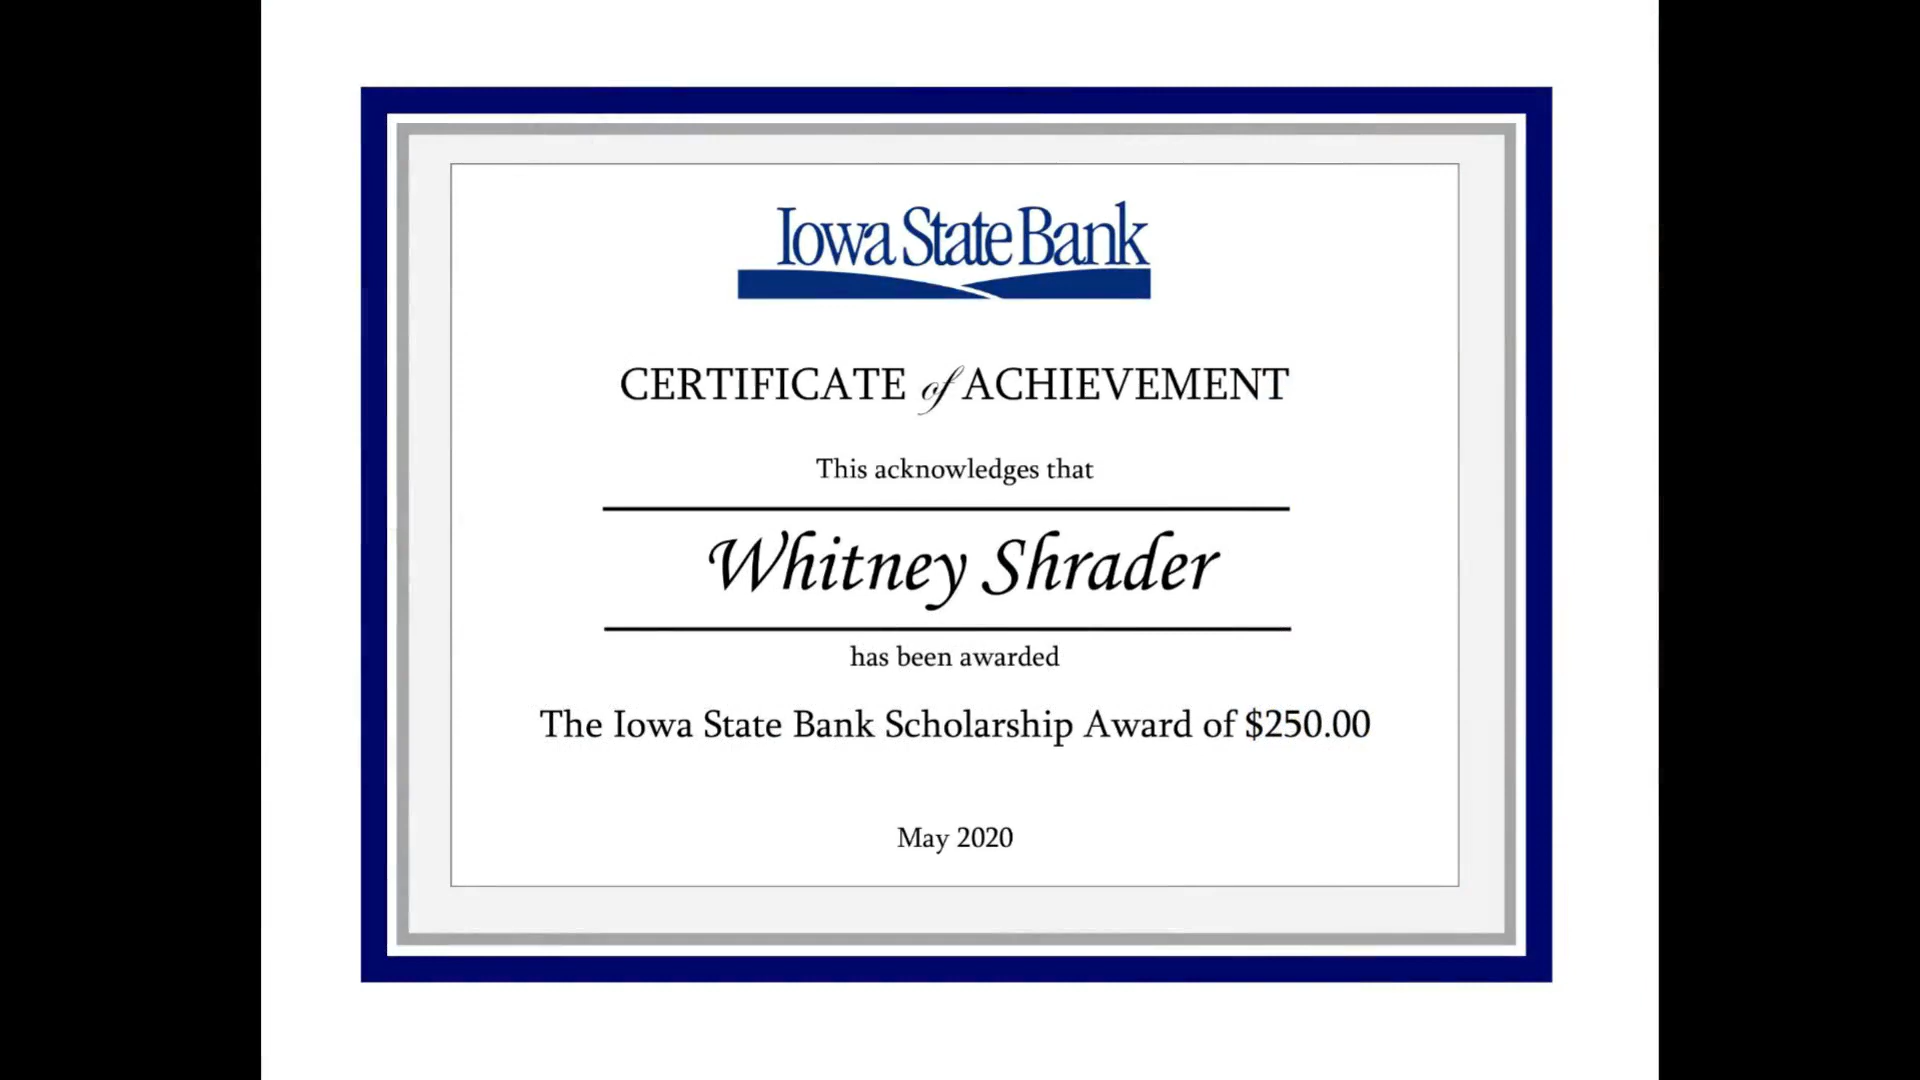 Iowa State Bank
CERTIFICATE of ACHIEVEMENT
This acknowledges that
Whitney Shrader
has been awarded
The Iowa State Bank Scholarship Award of $250.00
May 2020